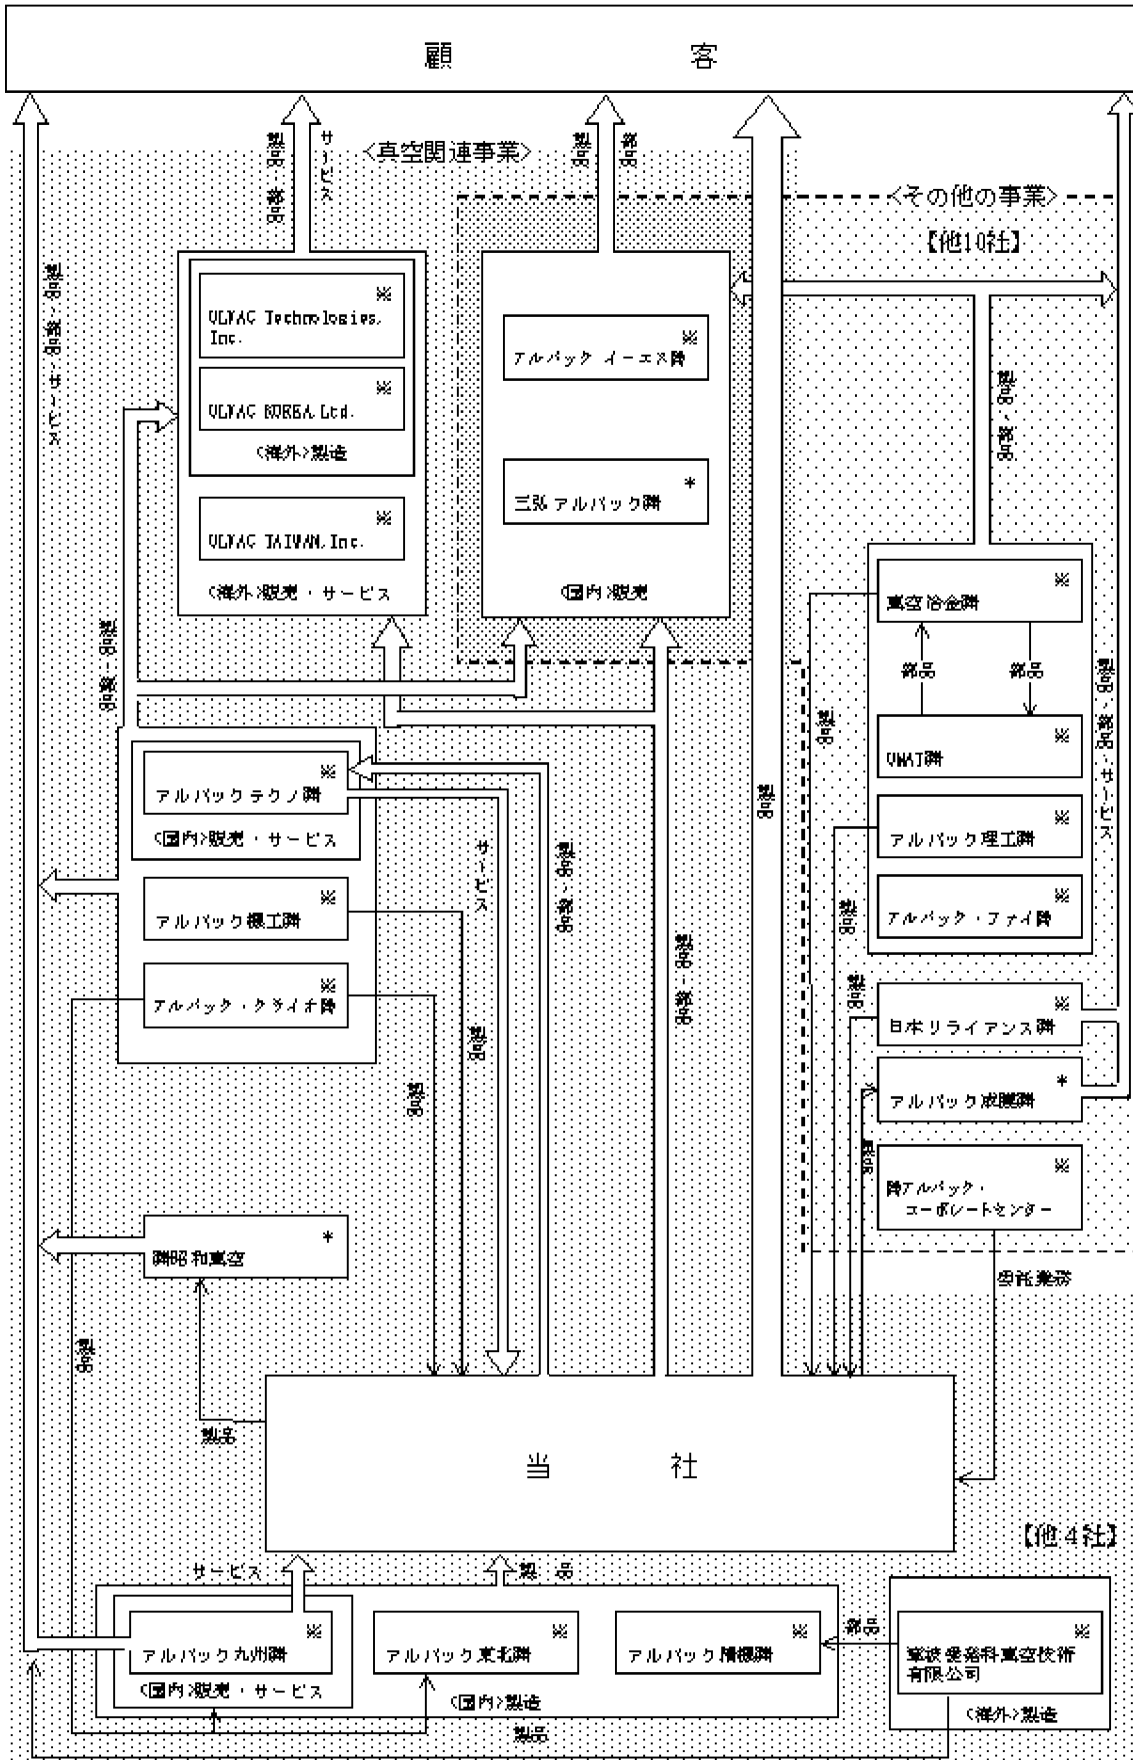 顧客
<真空関連事業>
<その他の事業>
【他10社】
製品・部品
サービス
製品
部品
製品・部品・サービス
※
ULVAC Technologies,
Inc.
※
ULVAC KOREA, Ltd.
<海外>製造
※
ULVAC TAIWAN, Inc.
<海外>販売・サービス
※
アルバック イーエス㈱
*
三弘アルバック㈱
<国内>販売
製品・部品
※
真空冶金㈱
部品
部品
※
UMAT㈱
※
アルバック理工㈱
※
アルバック・ファイ㈱
製品・部品・サービス
製品・部品
※
アルバックテクノ㈱
<国内>販売・サービス
※
アルバック機工㈱
※
アルバック・クライオ㈱
サービス
製品・部品
製品・部品
製品
製品
製品
製品
製品
製品
※
日本リライアンス㈱
*
アルバック成膜㈱
※
㈱アルバック・
コーポレートセンター
委託業務
*
㈱昭和真空
製品
製品
当社
【他4社】
サービス
製品
※
アルバック九州㈱
<国内>販売・サービス
※
アルバック東北㈱
<国内>製造
※
アルバック精機㈱
部品
※
寧波愛発科真空技術
有限公司
<海外>製造
製品